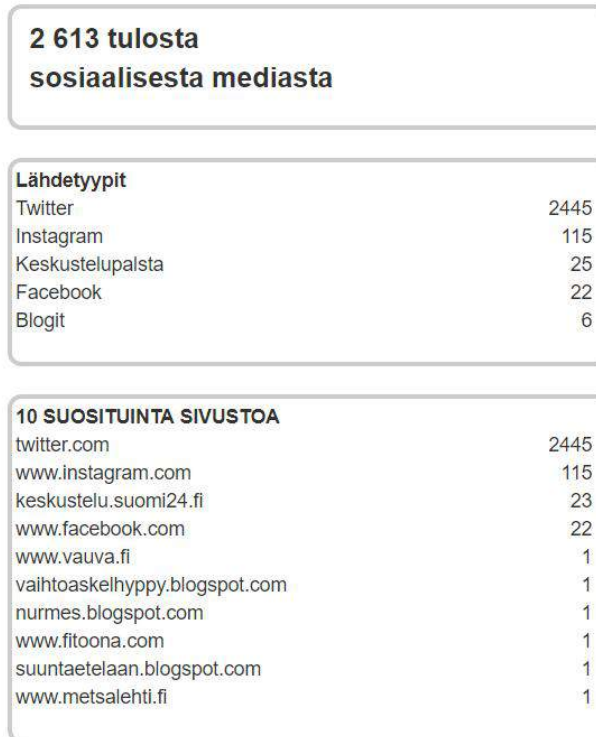 2 613 tulosta
sosiaalisesta mediasta
Lähdetyypit
Twitter 2445
Instagram 115
Keskustelupalsta 25
Facebook 22
Blogit 6
10 SUOSITUINTA SIVUSTOA
twitter.com 2445
www.instagram.com 115
keskustelu.suomi24.fi 23
www.facebook.com 22
www.vauva.fi 1
vaihtoaskelhyppy.blogspot.com 1
nurmes.blogspot.com 1
www.fitoona.com 1
suuntaetelaan.blogspot.com 1
www.metsalehti.fi 1